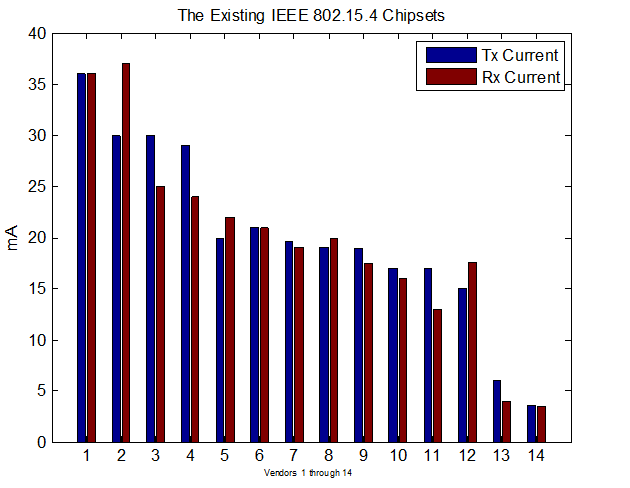 The Existing IEEE 802.15.4 Chipsets
Tx Current
Rx Current
40
35
30
25
20
15
10
5
0
mA
1 2 3 4 5 6 7 8 9 10 11 12 13 14
Vendors 1 through 14